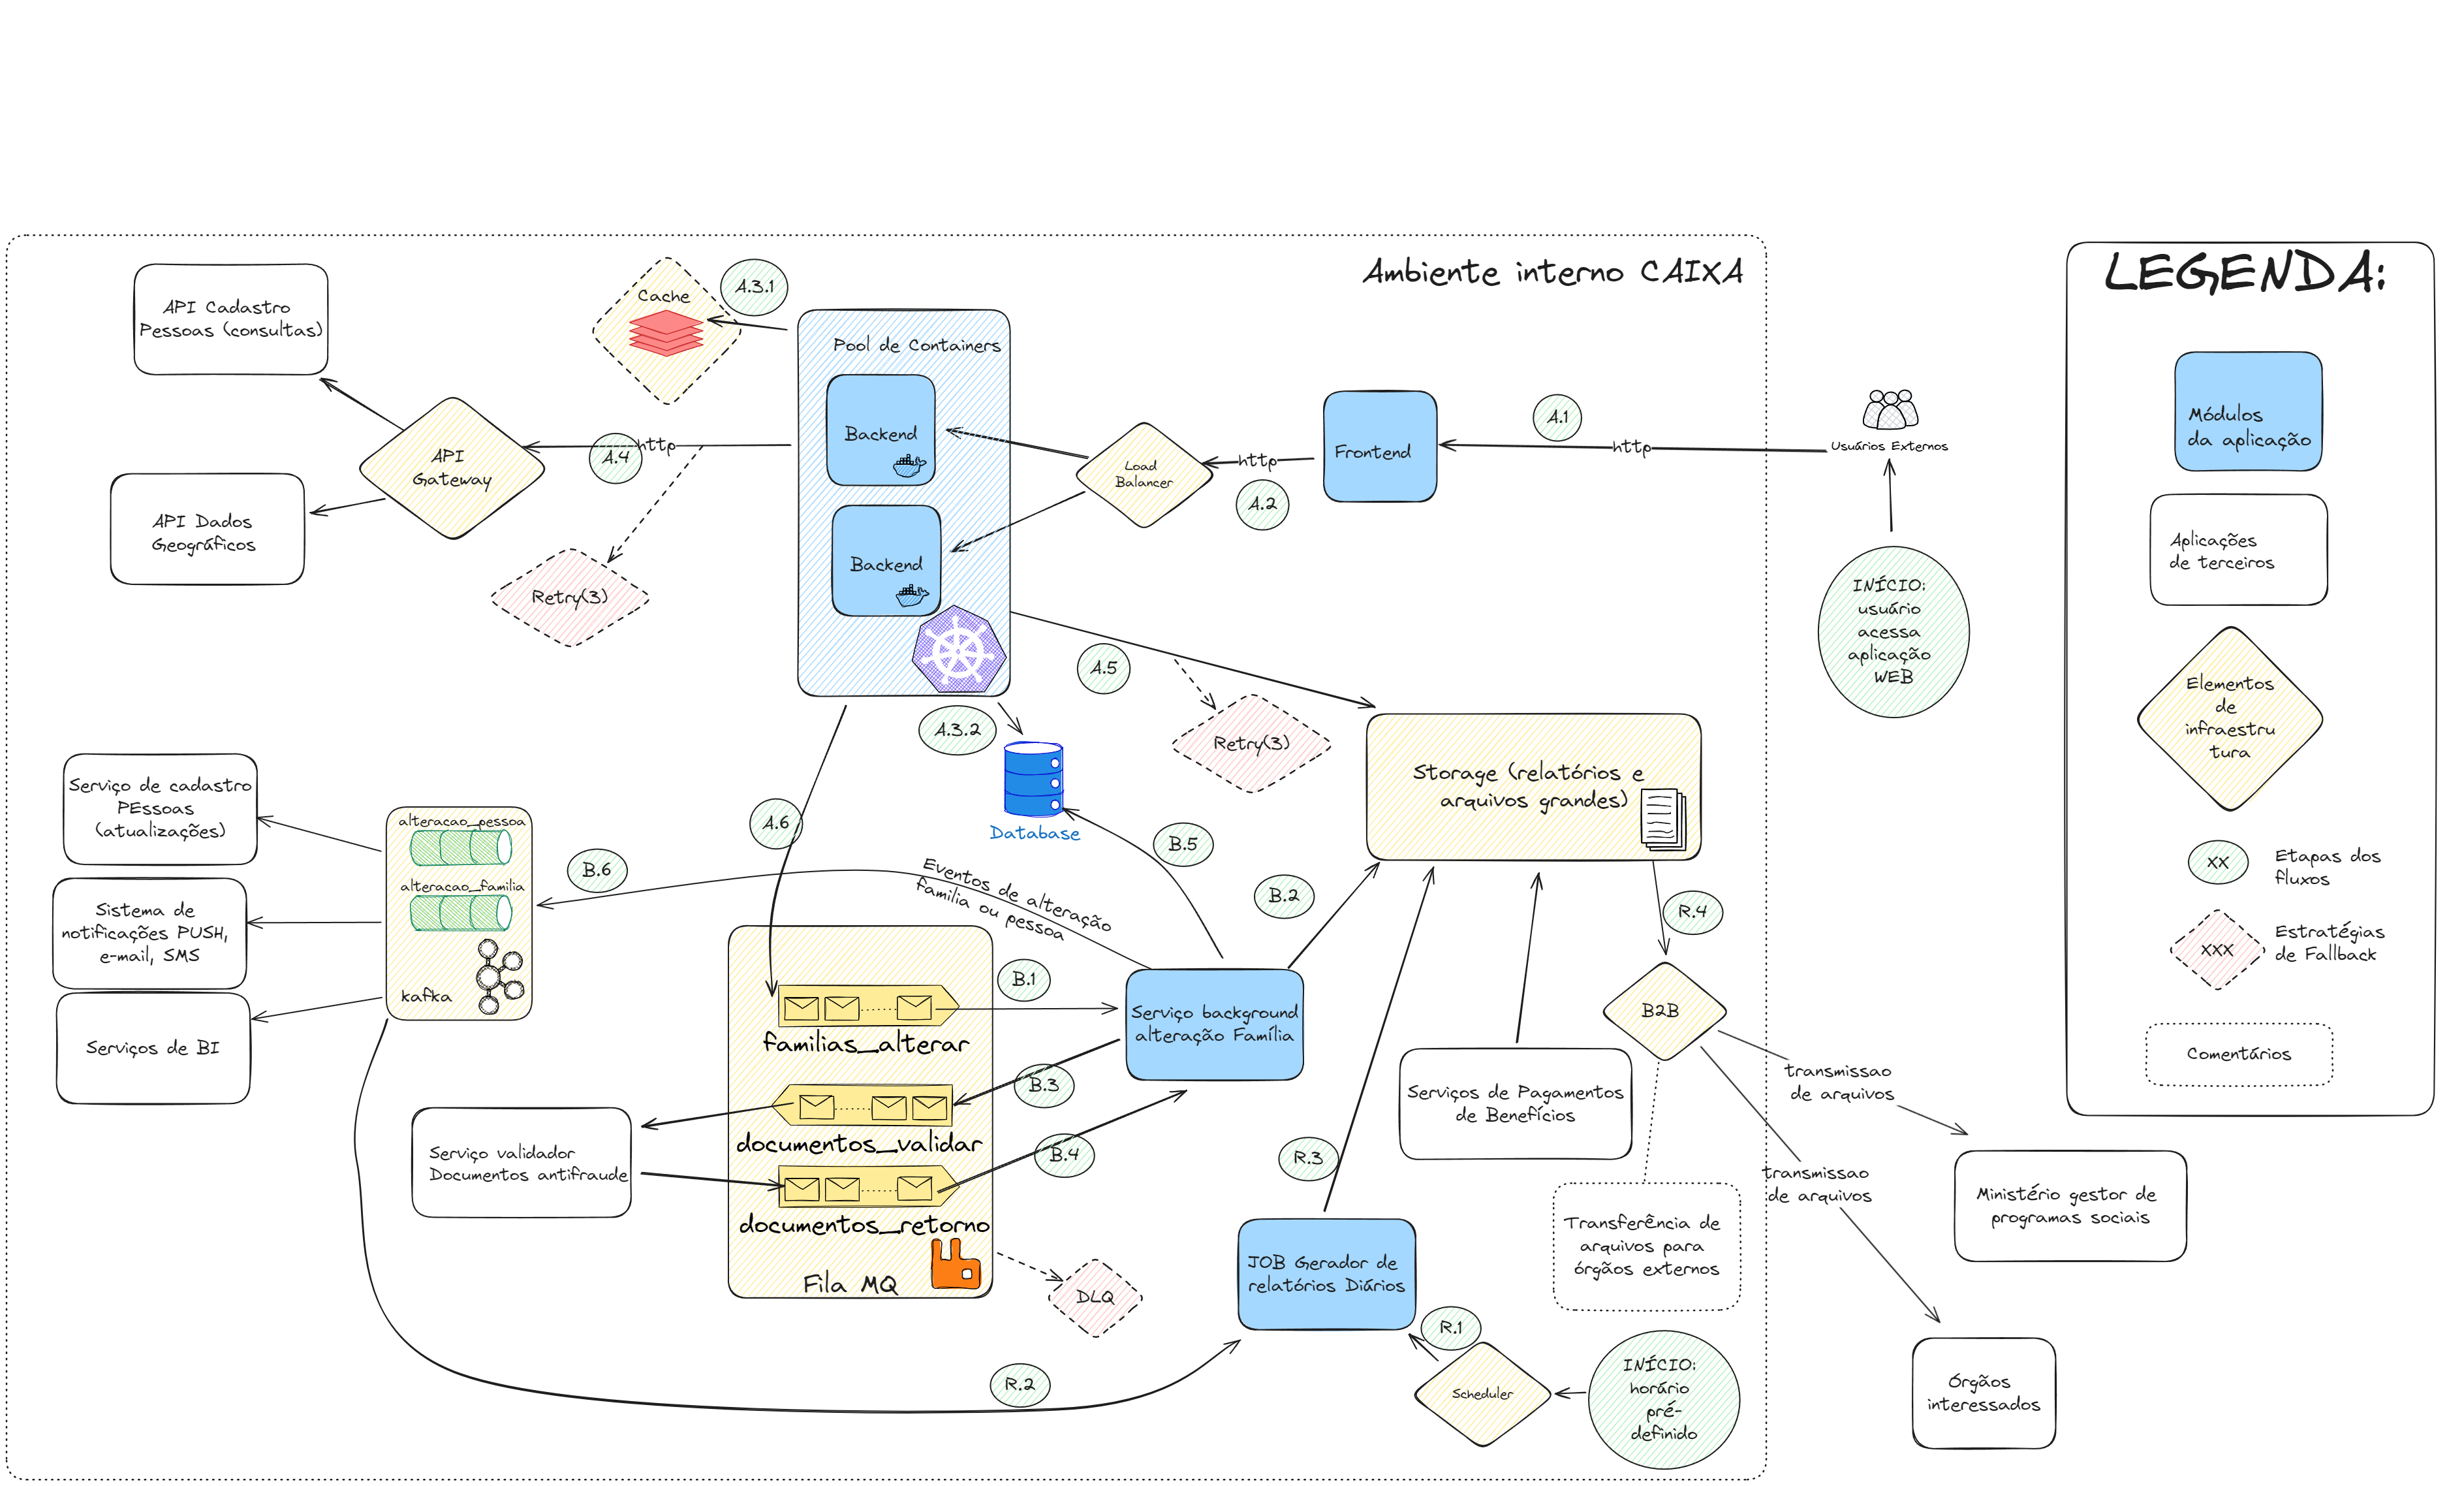 Ambiente interno CAIXA
LEGENDA:
API Cadastro
Pessoas (consultas)
Cache
A.3.1
Pool de Containers
Backend
Backend
API
Gateway
http
A.4
API Dados
Geográficos
Retry(3)
Load
Balancer
http
A.2
Frontend
A.1
http
Usuários Externos
INÍCIO:
usuário
acessa
aplicação
WEB
Módulos
da aplicação
Aplicações
de terceiros
Elementos
de
infraestru
tura
XX
Etapas dos
fluxos
XXX
Estratégias
de Fallback
Comentários
A.5
Retry(3)
A.3.2
Database
A.6
Storage (relatórios e
arquivos grandes)
Serviço de cadastro
PEssoas
(atualizações)
Sistema de
notificações PUSH,
e-mail, SMS
Serviços de BI
alteracao_pessoa
alteracao_familia
kafka
B.6
Eventos de alteração
familia ou pessoa
B.5
B.2
R.4
B.1
familias_alterar
Serviço background
alteração Família
B.3
documentos_validar
B.4
documentos_retorno
Fila MQ
DLQ
Serviço validador
Documentos antifraude
B2B
Serviços de Pagamentos
de Benefícios
transmissao
de arquivos
transmissao
de arquivos
Ministério gestor de
programas sociais
Órgãos
interessados
Transferência de
arquivos para
órgãos externos
R.3
JOB Gerador de
relatórios Diários
R.1
R.2
Scheduler
INÍCIO:
horário
pré-
definido